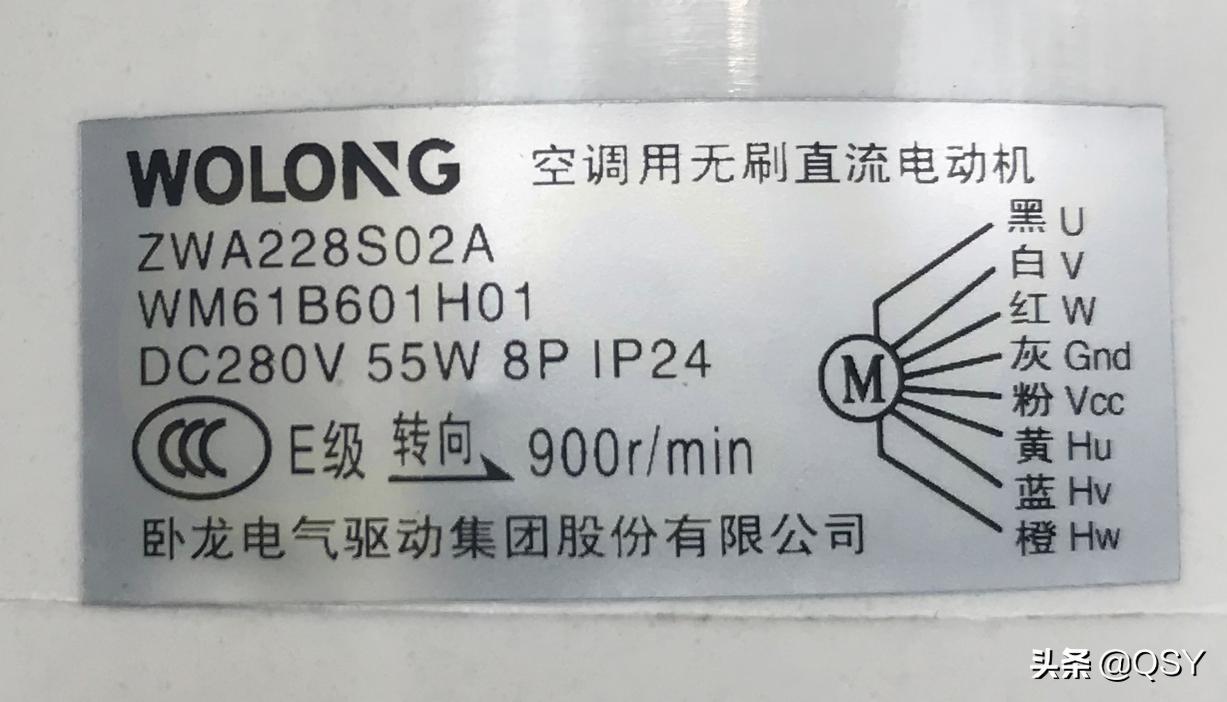 WOLONG 空调用无刷直流电动机
ZWA228S02A
WM61B601H01
DC280V 55W 8P IP24
CCC E级 转向 900r/min
卧龙电气驱动集团股份有限公司
M
黑 U
白 V
红 W
灰 Gnd
粉 Vcc
黄 Hu
蓝 Hv
橙 Hw
头条 @QSY